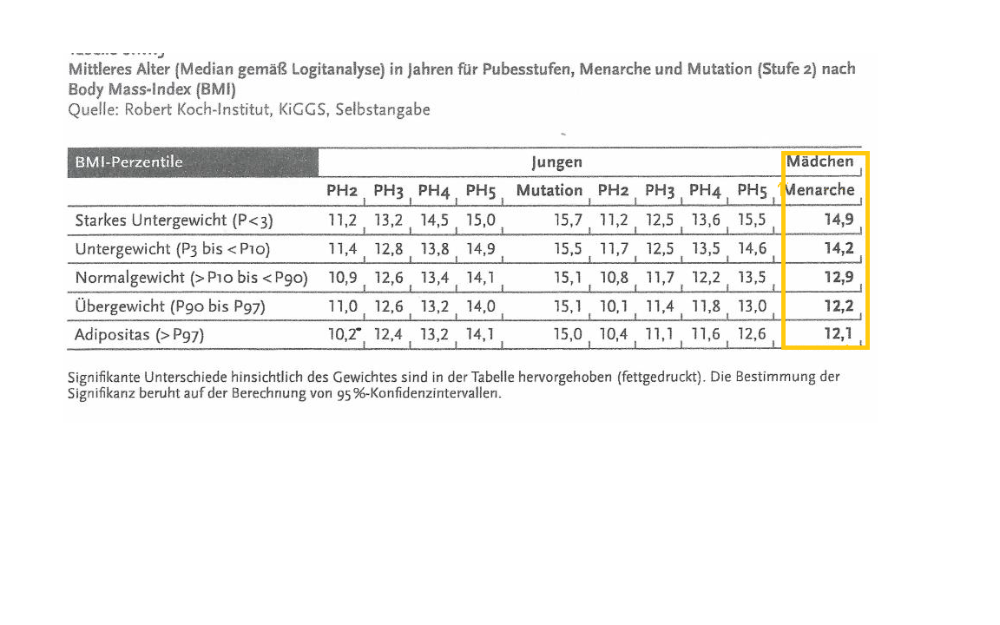 Mittleres Alter (Median gemäß Logitanalyse) in Jahren für Pubesstufen, Menarche und Mutation (Stufe 2) nach
Body Mass-Index (BMI)
Quelle: Robert Koch-Institut, KiGGS, Selbstangabe
BMI-Perzentile Jungen Mädchen
PH2 PH3 PH4 PH5 Mutation PH2 PH3 PH4 PH5 Menarche
Starkes Untergewicht (P<3) 11,2 13,2 14,5 15,0 15,7 11,2 12,5 13,6 15,5 14,9
Untergewicht (P3 bis <P10) 11,4 12,8 13,8 14,9 15,5 11,7 12,5 13,5 14,6 14,2
Normalgewicht (>P10 bis <P90) 10,9 12,6 13,4 14,1 15,1 10,8 11,7 12,2 13,5 12,9
Übergewicht (P90 bis P97) 11,0 12,6 13,2 14,0 15,1 10,1 11,4 11,8 13,0 12,2
Adipositas (>P97) 10,2 12,4 13,2 14,1 15,0 10,4 11,1 11,6 12,6 12,1
Signifikante Unterschiede hinsichtlich des Gewichtes sind in der Tabelle hervorgehoben (fettgedruckt). Die Bestimmung der
Signifikanz beruht auf der Berechnung von 95%-Konfidenzintervallen.